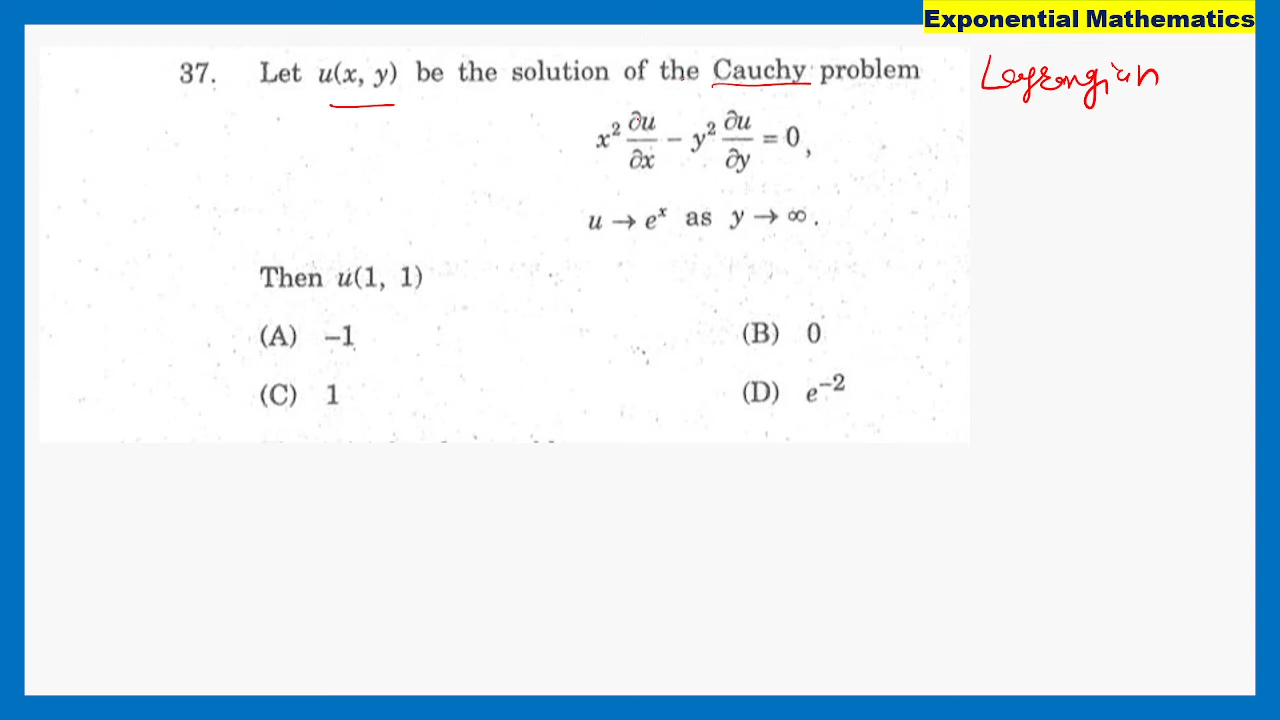 Exponential Mathematics
37. Let u(x, y) be the solution of the Cauchy problem
x² ∂u/∂x − y² ∂u/∂y = 0,
u → eˣ as y → ∞.
Then u(1, 1)
(A) −1 (B) 0
(C) 1 (D) e⁻²